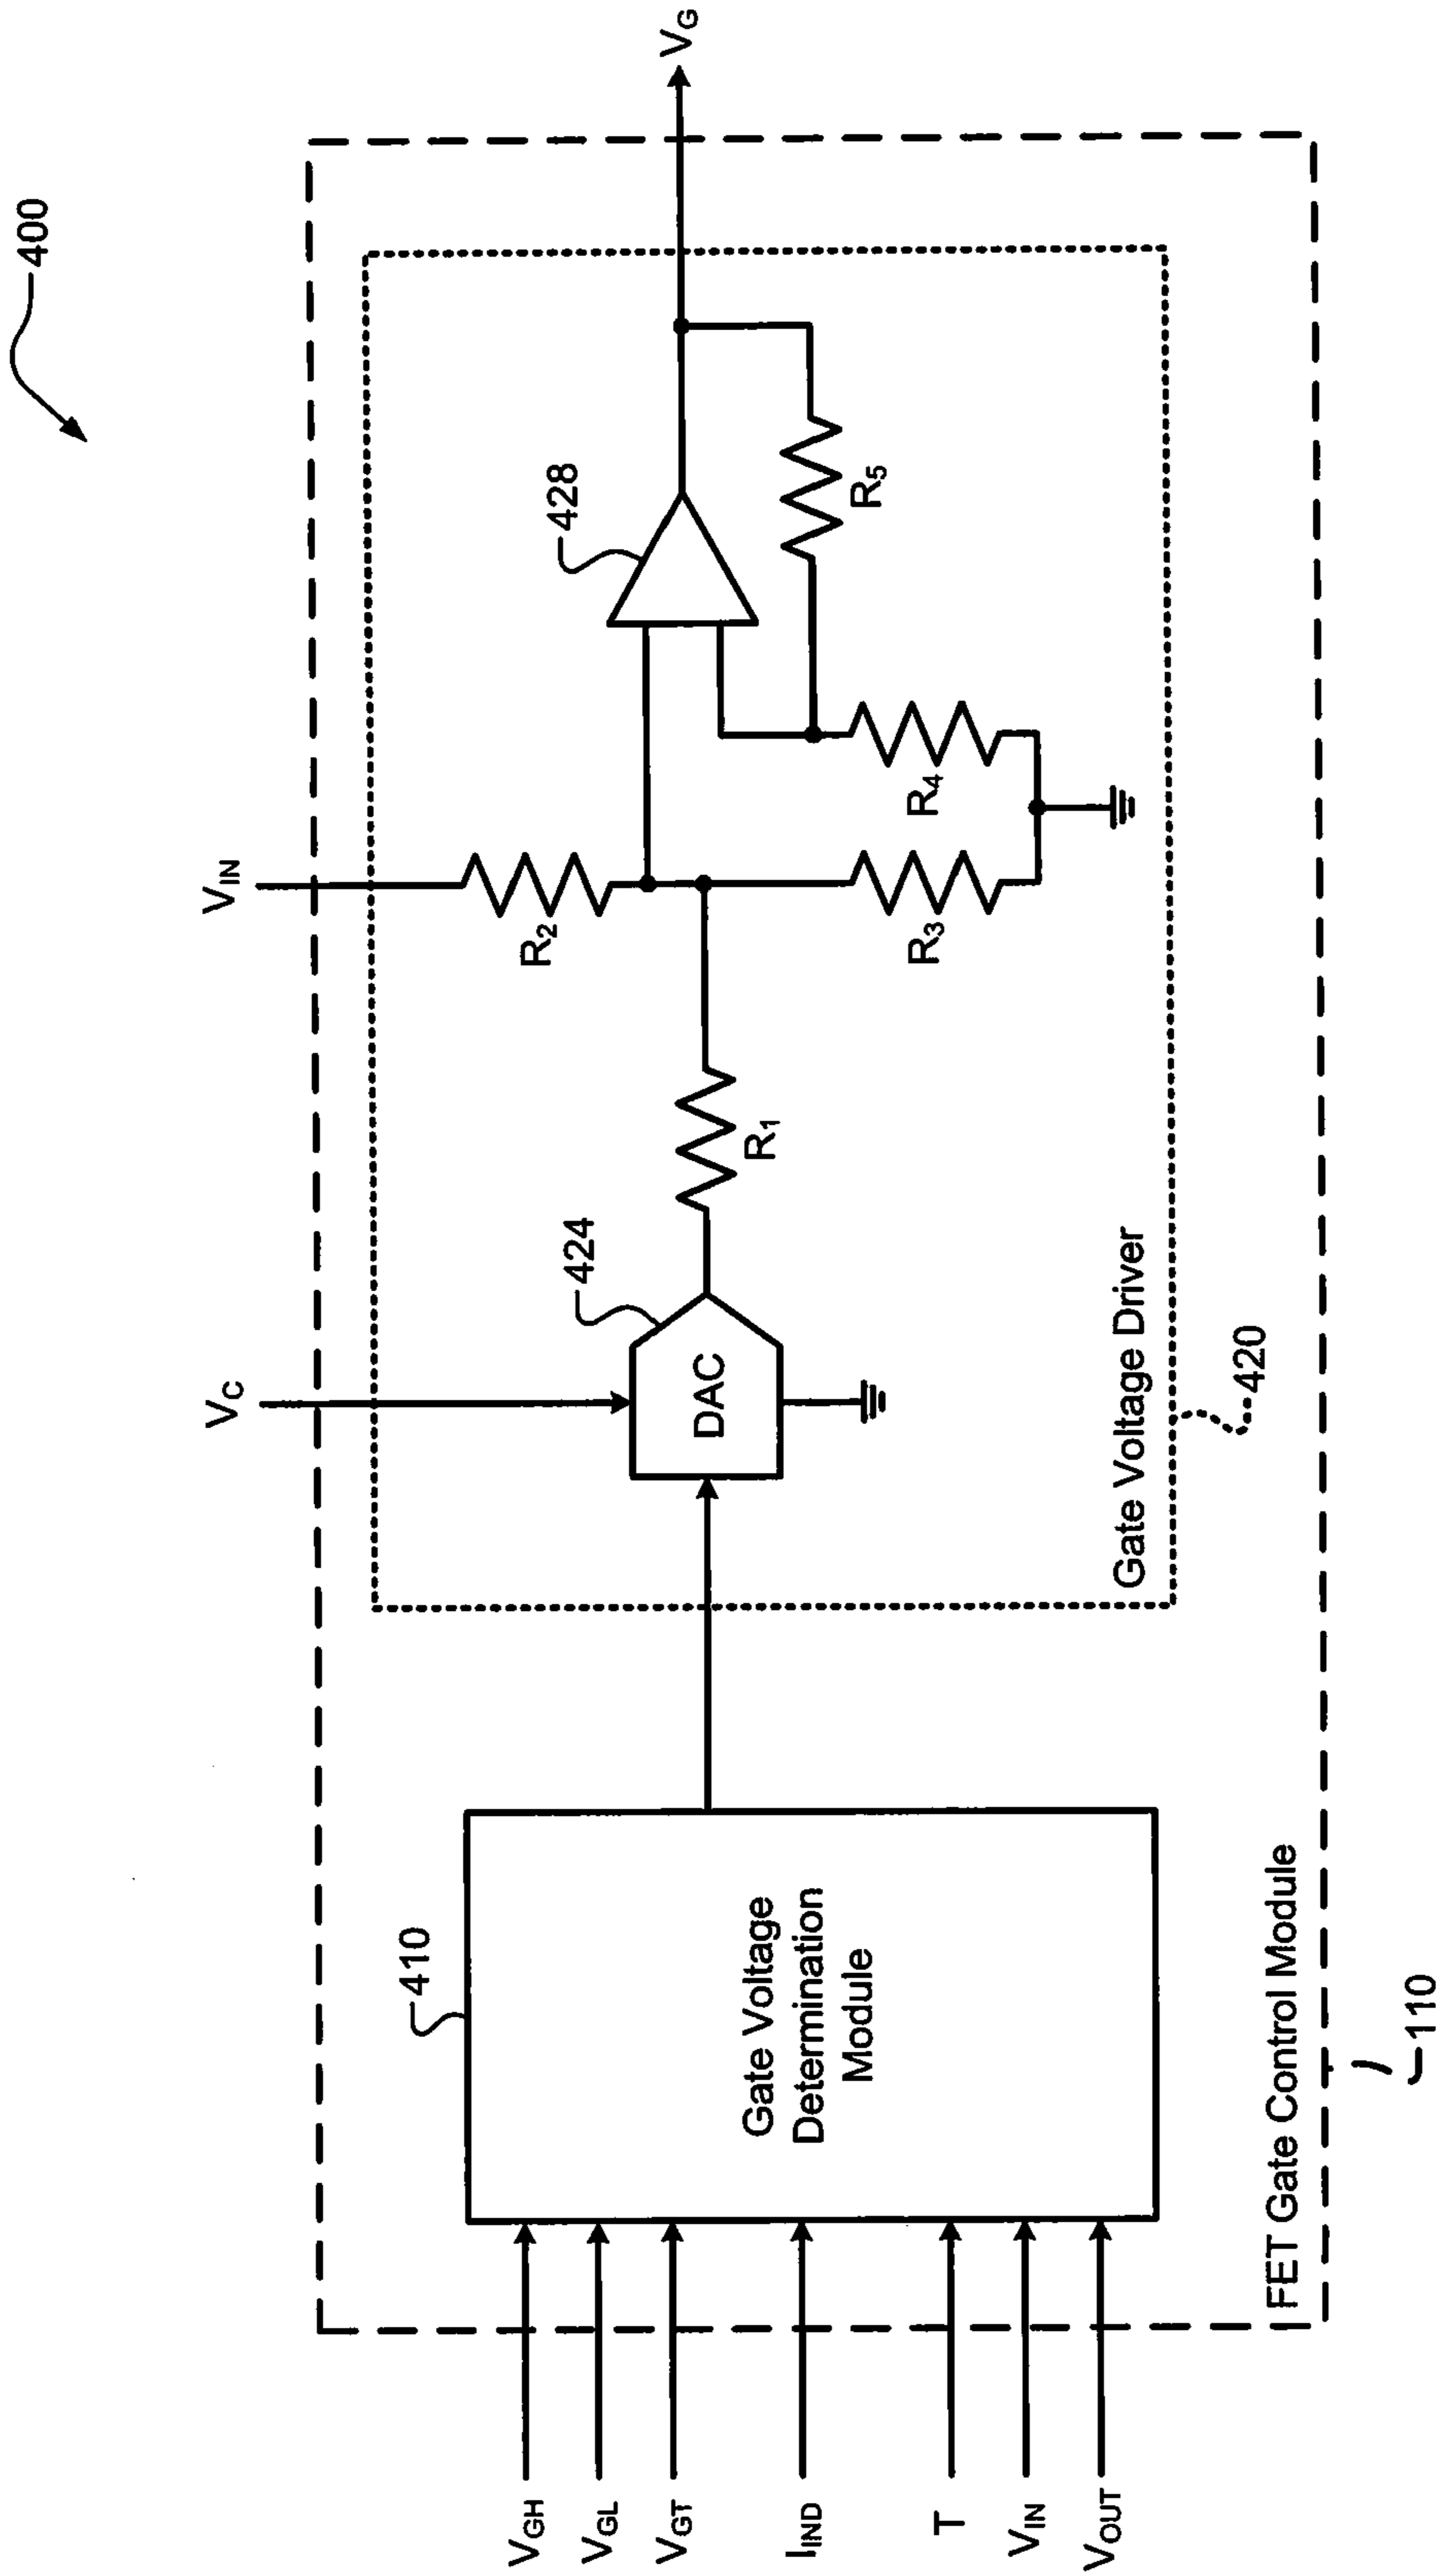 400
V_C
V_IN
V_G
424
428
DAC
R_1
R_2
R_3
R_4
R_5
Gate Voltage Driver
420
410
Gate Voltage
Determination
Module
V_GH
V_GL
V_GT
I_IND
T
V_IN
V_OUT
FET Gate Control Module
110